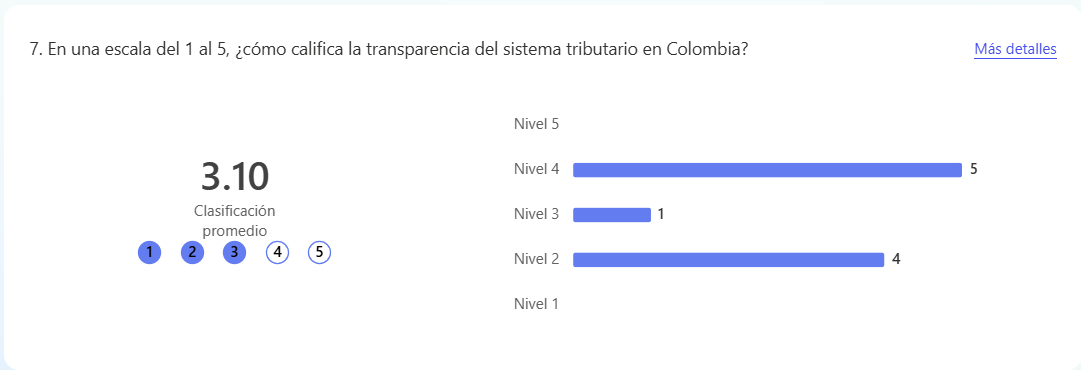 7. En una escala del 1 al 5, ¿cómo califica la transparencia del sistema tributario en Colombia?
Más detalles
3.10
Clasificación
promedio
1 2 3 4 5
Nivel 5
Nivel 4 5
Nivel 3 1
Nivel 2 4
Nivel 1